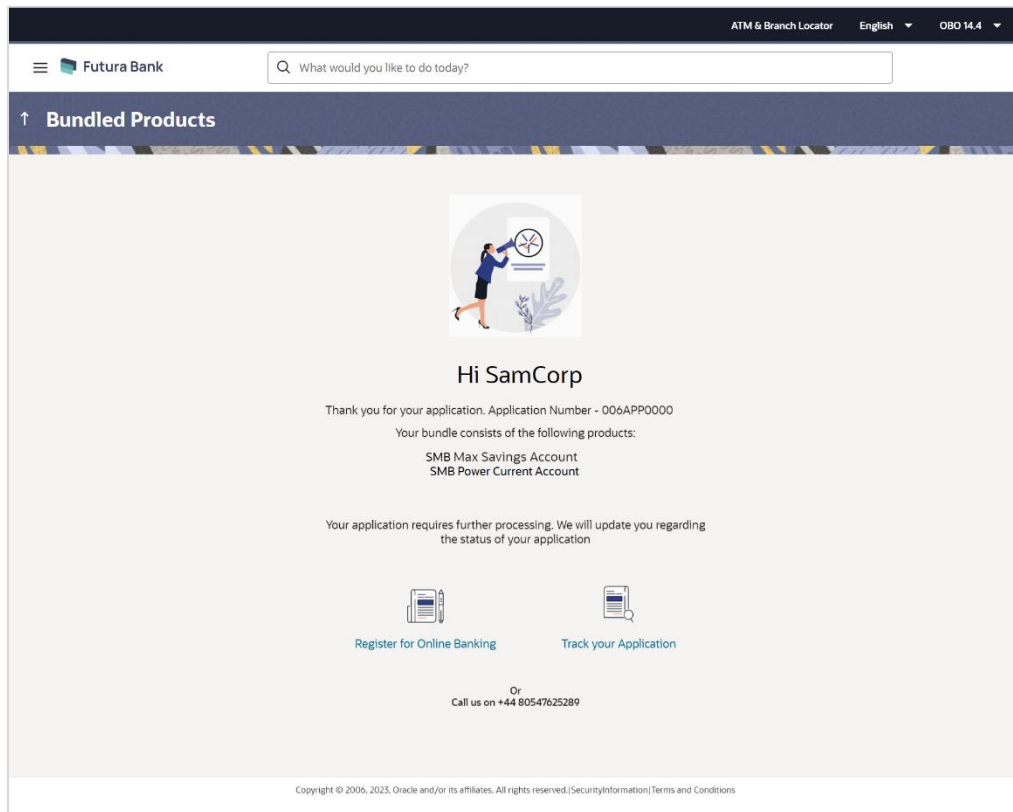 ATM & Branch Locator English OBO 14.4
Futura Bank What would you like to do today?
↑ Bundled Products
Hi SamCorp
Thank you for your application. Application Number - 006APP0000
Your bundle consists of the following products:
SMB Max Savings Account
SMB Power Current Account
Your application requires further processing. We will update you regarding
the status of your application
Register for Online Banking Track your Application
Or
Call us on +44 80547625289
Copyright © 2006, 2023, Oracle and/or its affiliates. All rights reserved.|SecurityInformation|Terms and Conditions